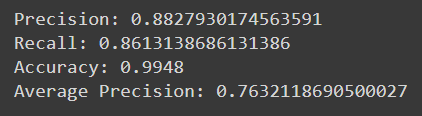 Precision: 0.8827930174563591
Recall: 0.8613138686131386
Accuracy: 0.9948
Average Precision: 0.7632118690500027